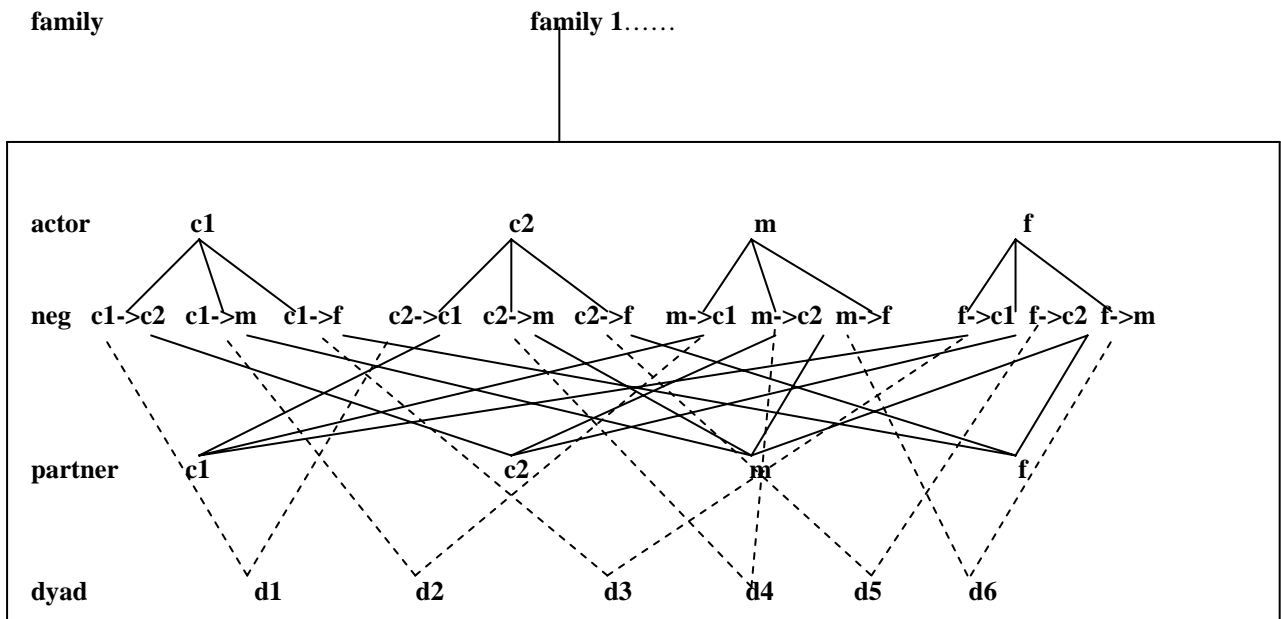 family family 1......
actor c1 c2 m f
neg c1->c2 c1->m c1->f c2->c1 c2->m c2->f m->c1 m->c2 m->f f->c1 f->c2 f->m
partner c1 c2 m f
dyad d1 d2 d3 d4 d5 d6